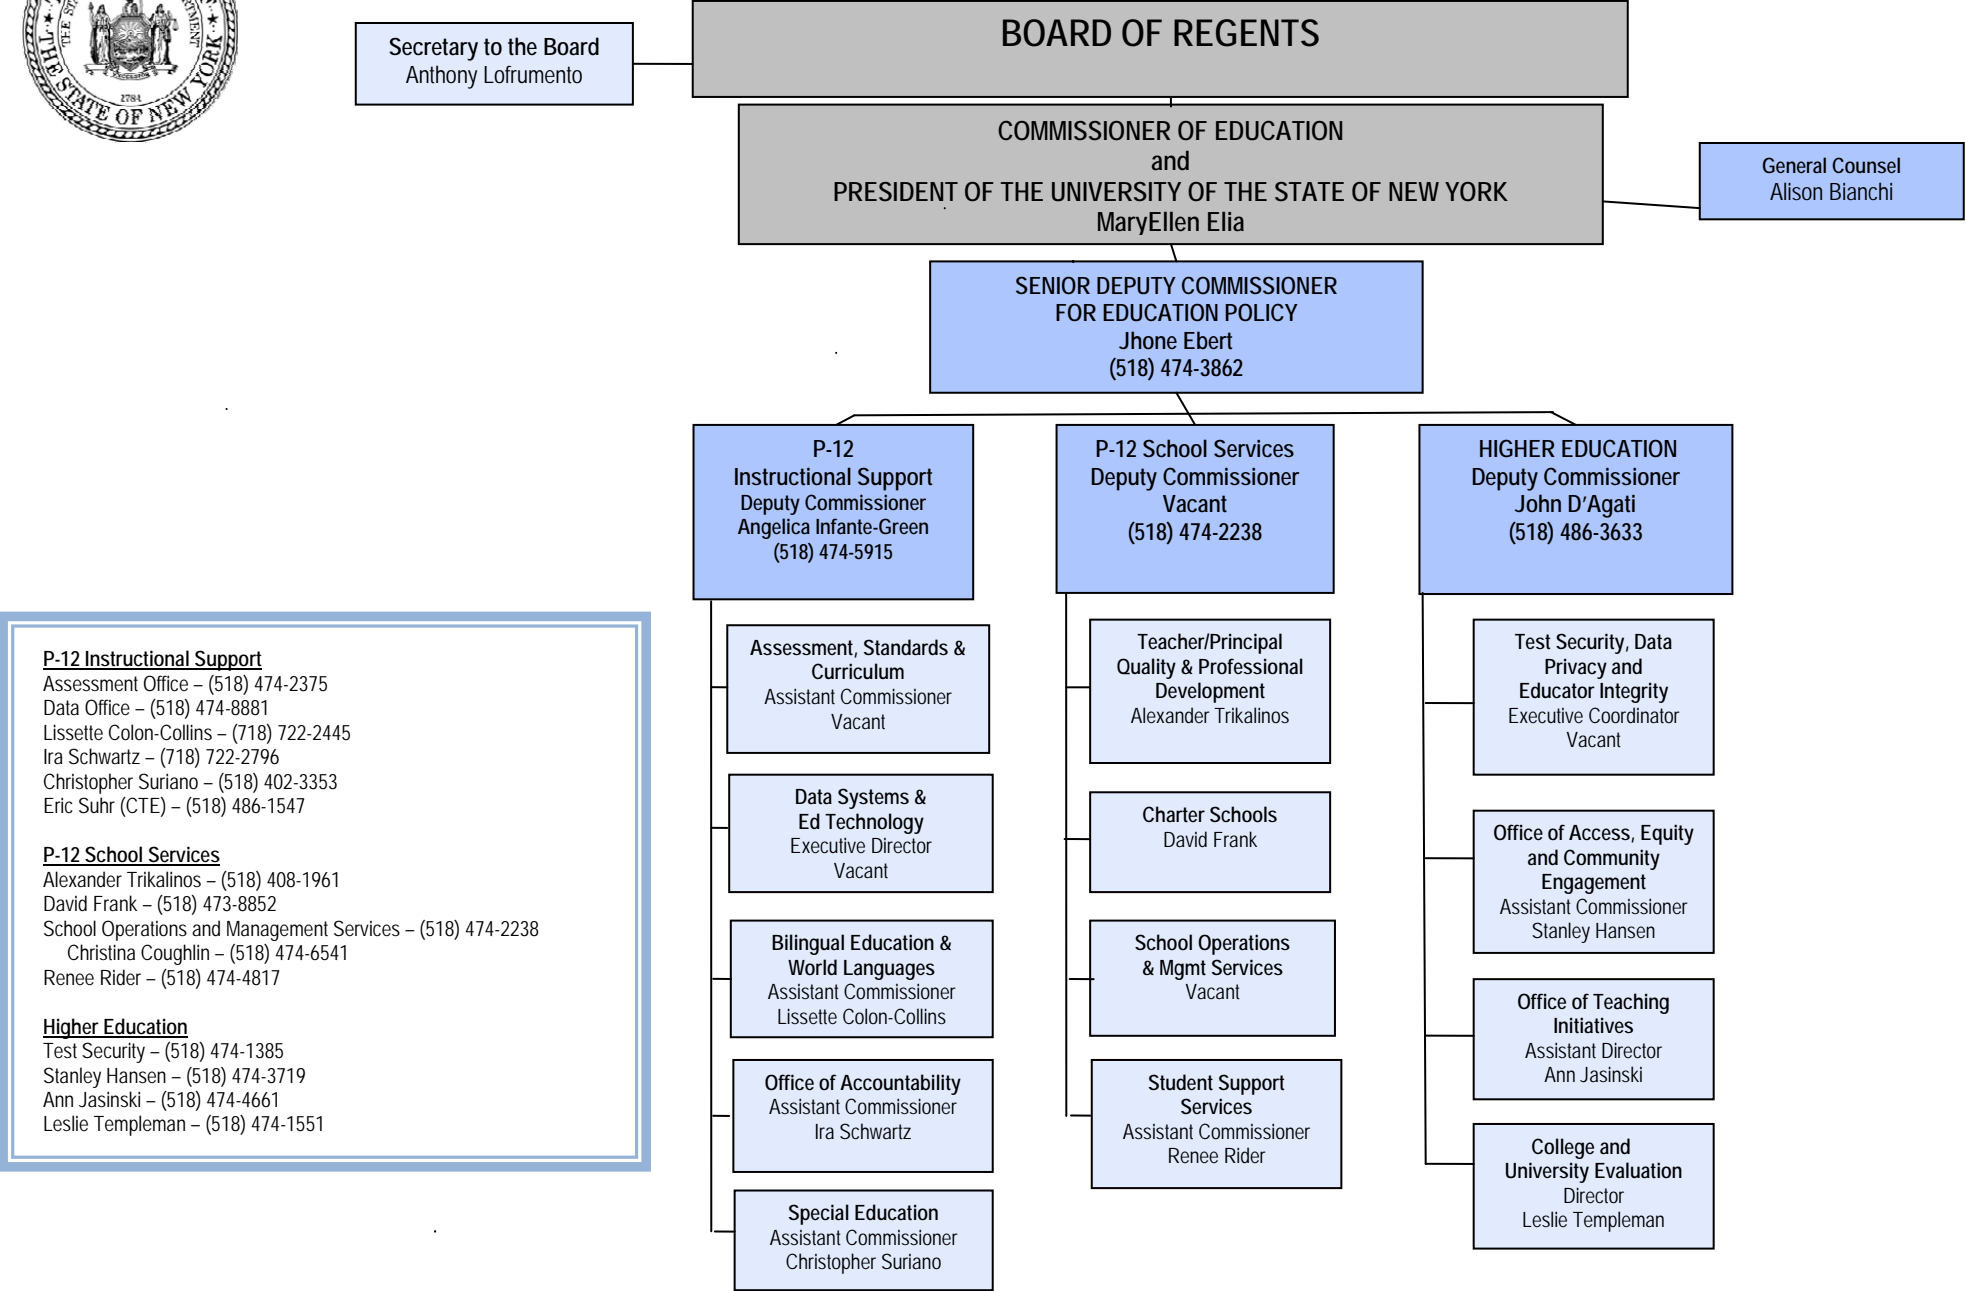 THE STATE OF NEW YORK
1784
Secretary to the Board
Anthony Lofrumento
BOARD OF REGENTS
COMMISSIONER OF EDUCATION
and
PRESIDENT OF THE UNIVERSITY OF THE STATE OF NEW YORK
MaryEllen Elia
General Counsel
Alison Bianchi
SENIOR DEPUTY COMMISSIONER
FOR EDUCATION POLICY
Jhone Ebert
(518) 474-3862
P-12
Instructional Support
Deputy Commissioner
Angelica Infante-Green
(518) 474-5915
P-12 School Services
Deputy Commissioner
Vacant
(518) 474-2238
HIGHER EDUCATION
Deputy Commissioner
John D’Agati
(518) 486-3633
Assessment, Standards &
Curriculum
Assistant Commissioner
Vacant
Data Systems &
Ed Technology
Executive Director
Vacant
Bilingual Education &
World Languages
Assistant Commissioner
Lissette Colon-Collins
Office of Accountability
Assistant Commissioner
Ira Schwartz
Special Education
Assistant Commissioner
Christopher Suriano
Teacher/Principal
Quality & Professional
Development
Alexander Trikalinos
Charter Schools
David Frank
School Operations
& Mgmt Services
Vacant
Student Support
Services
Assistant Commissioner
Renee Rider
Test Security, Data
Privacy and
Educator Integrity
Executive Coordinator
Vacant
Office of Access, Equity
and Community
Engagement
Assistant Commissioner
Stanley Hansen
Office of Teaching
Initiatives
Assistant Director
Ann Jasinski
College and
University Evaluation
Director
Leslie Templeman
P-12 Instructional Support
Assessment Office – (518) 474-2375
Data Office – (518) 474-8881
Lissette Colon-Collins – (718) 722-2445
Ira Schwartz – (718) 722-2796
Christopher Suriano – (518) 402-3353
Eric Suhr (CTE) – (518) 486-1547
P-12 School Services
Alexander Trikalinos – (518) 408-1961
David Frank – (518) 473-8852
School Operations and Management Services – (518) 474-2238
Christina Coughlin – (518) 474-6541
Renee Rider – (518) 474-4817
Higher Education
Test Security – (518) 474-1385
Stanley Hansen – (518) 474-3719
Ann Jasinski – (518) 474-4661
Leslie Templeman – (518) 474-1551